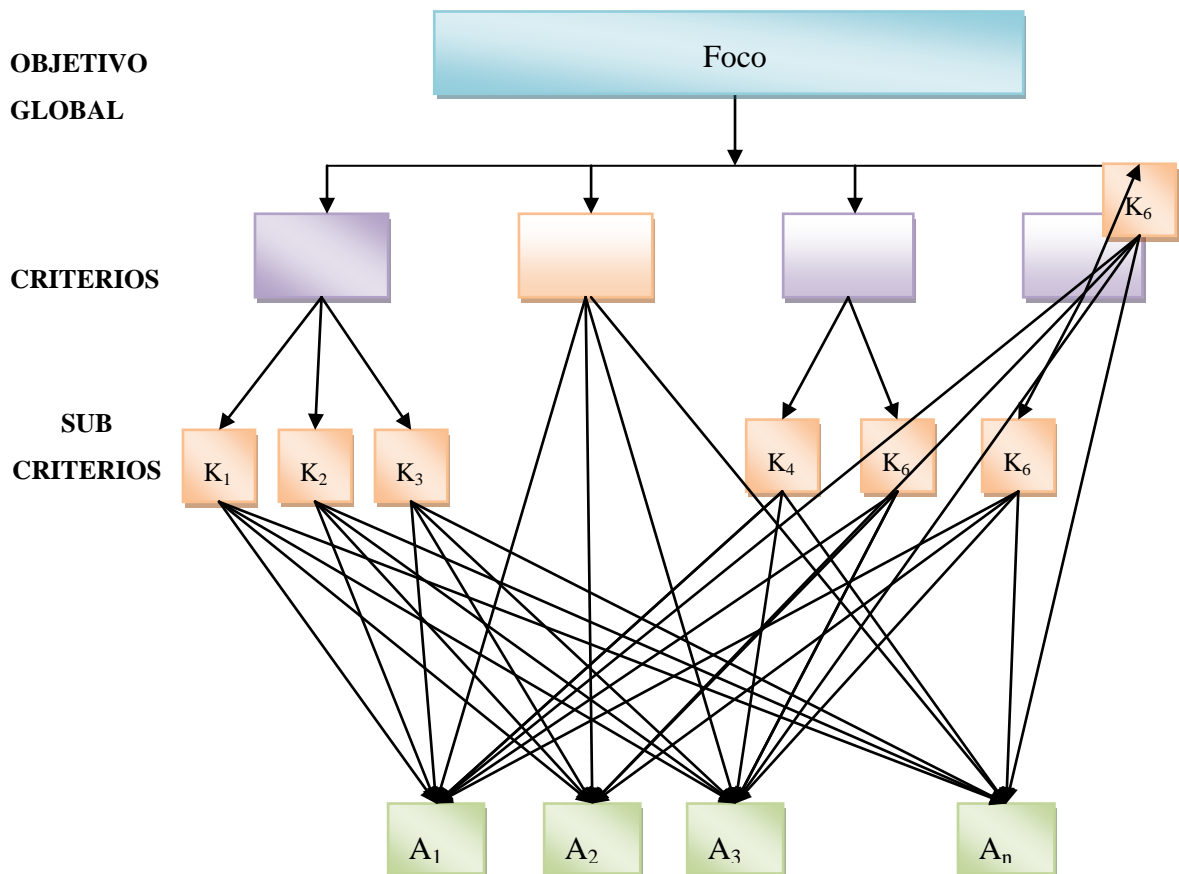 Foco
OBJETIVO
GLOBAL
K₆
CRITERIOS
SUB
CRITERIOS
K₁ K₂ K₃ K₄ K₆ K₆
A₁ A₂ A₃ Aₙ